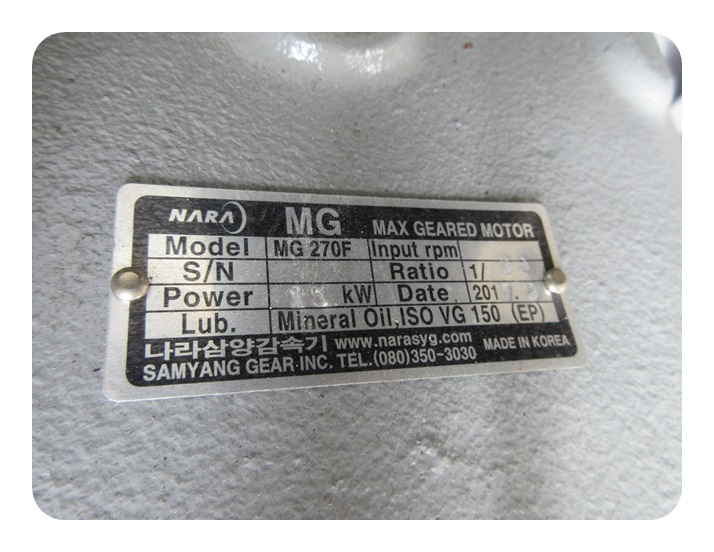 NARA MG MAX GEARED MOTOR
Model MG 270F Input rpm
S/N Ratio 1/
Power kW Date 201
Lub. Mineral Oil,ISO VG 150 (EP)
나라삼양감속기 www.narasyg.com MADE IN KOREA
SAMYANG GEAR INC. TEL.(080)350-3030